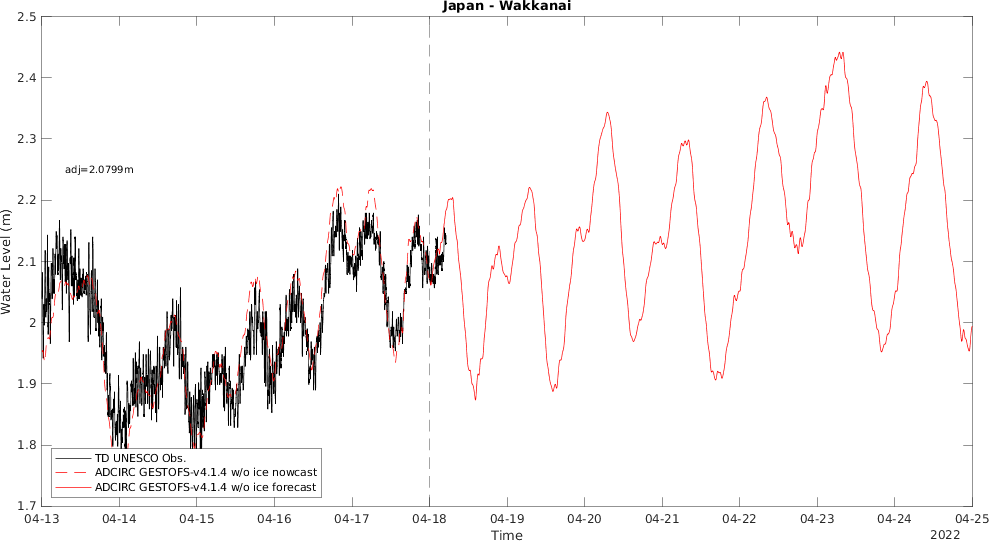 Japan - Wakkanai
2.5
2.4
2.3
2.2
2.1
2
1.9
1.8
1.7
Water Level (m)
adj=2.0799m
TD UNESCO Obs.
ADCIRC GESTOFS-v4.1.4 w/o ice nowcast
ADCIRC GESTOFS-v4.1.4 w/o ice forecast
04-13 04-14 04-15 04-16 04-17 04-18 04-19 04-20 04-21 04-22 04-23 04-24 04-25
Time
2022